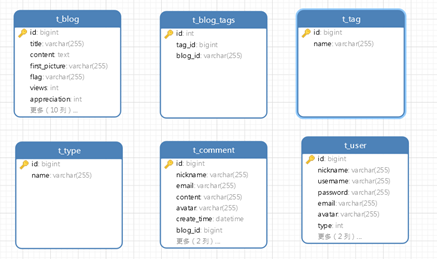 t_blog
id: bigint
title: varchar(255)
content: text
first_picture: varchar(255)
flag: varchar(255)
views: int
appreciation: int
更多（10 列）...
t_blog_tags
id: int
tag_id: bigint
blog_id: varchar(255)
t_tag
id: bigint
name: varchar(255)
t_type
id: bigint
name: varchar(255)
t_comment
id: bigint
nickname: varchar(255)
email: varchar(255)
content: varchar(255)
avatar: varchar(255)
create_time: datetime
blog_id: bigint
更多（2 列）...
t_user
id: bigint
nickname: varchar(255)
username: varchar(255)
password: varchar(255)
email: varchar(255)
avatar: varchar(255)
type: int
更多（2 列）...